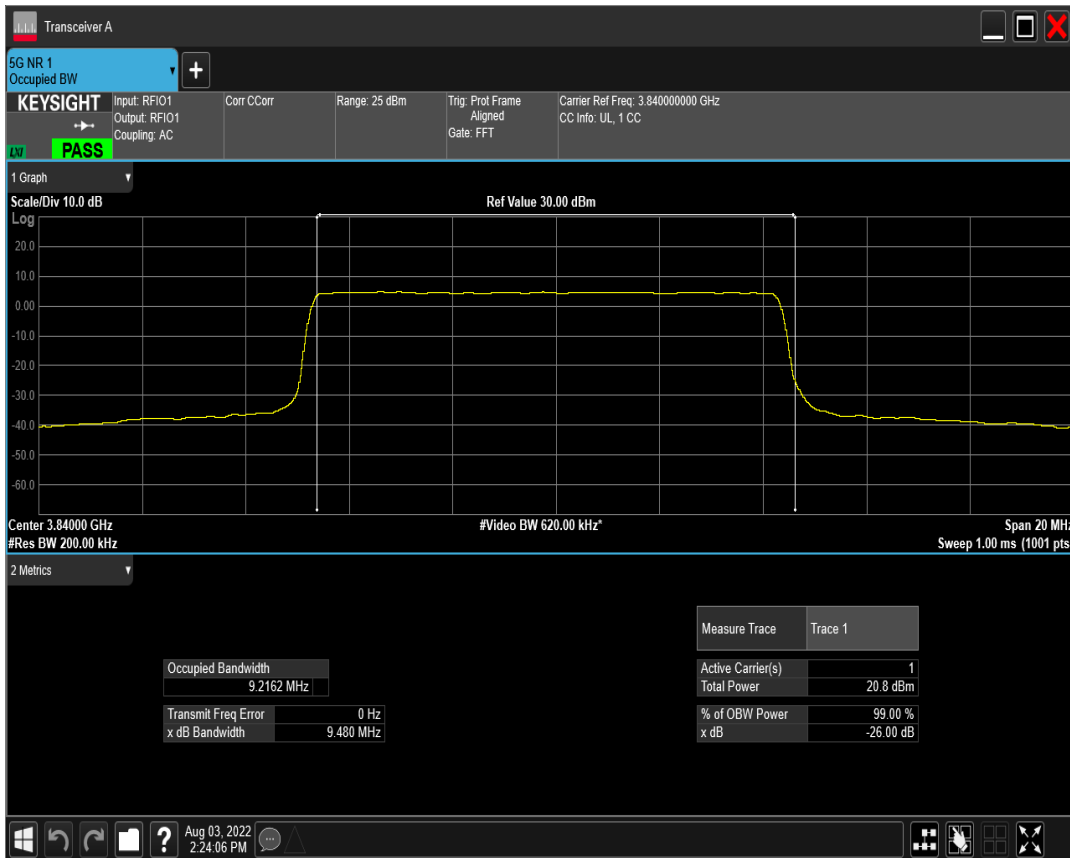 Transceiver A
5G NR 1
Occupied BW
KEYSIGHT
LXI
PASS
Input: RFIO1
Output: RFIO1
Coupling: AC
Corr CCorr
Range: 25 dBm
Trig: Prot Frame
Aligned
Gate: FFT
Carrier Ref Freq: 3.840000000 GHz
CC Info: UL, 1 CC
1 Graph
Scale/Div 10.0 dB
Ref Value 30.00 dBm
Log
20.0
10.0
0.00
-10.0
-20.0
-30.0
-40.0
-50.0
-60.0
Center 3.84000 GHz
#Video BW 620.00 kHz*
Span 20 MHz
#Res BW 200.00 kHz
Sweep 1.00 ms (1001 pts
2 Metrics
Measure Trace Trace 1
Occupied Bandwidth
9.2162 MHz
Active Carrier(s) 1
Total Power 20.8 dBm
Transmit Freq Error 0 Hz
x dB Bandwidth 9.480 MHz
% of OBW Power 99.00 %
x dB -26.00 dB
Aug 03, 2022
2:24:06 PM